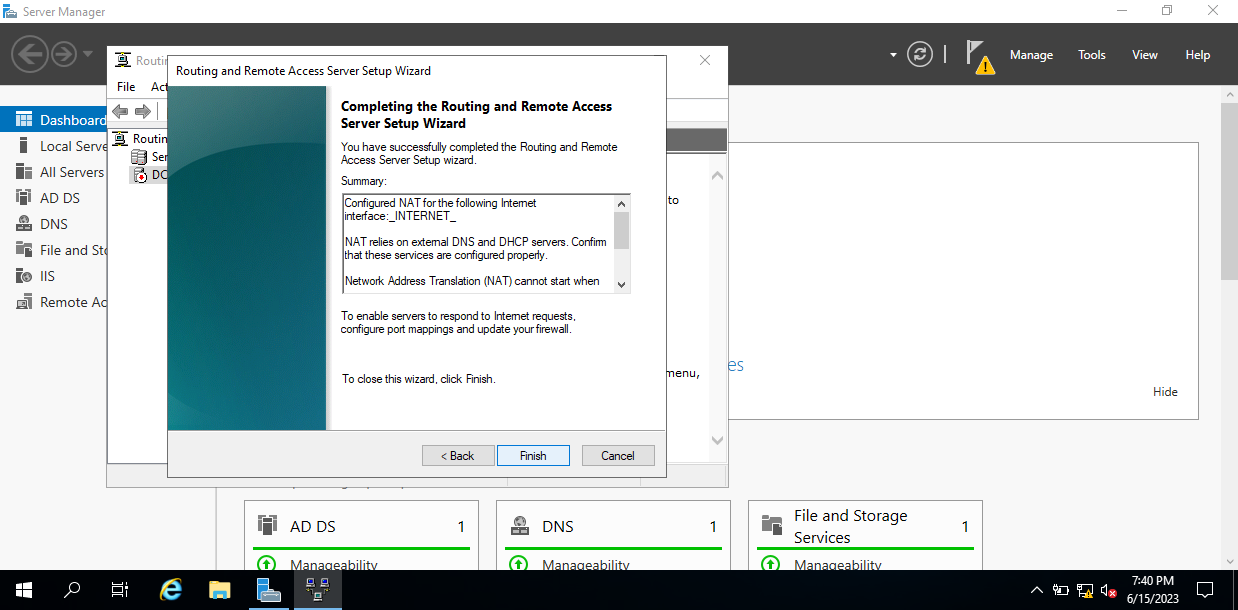 Server Manager
Manage
Tools
View
Help
Dashboard
Local Serve
All Servers
AD DS
DNS
File and Sto
IIS
Remote Ac
Routin
File
Act
Routin
Ser
DC
to
menu,
es
Hide
Routing and Remote Access Server Setup Wizard
Completing the Routing and Remote Access
Server Setup Wizard
You have successfully completed the Routing and Remote
Access Server Setup wizard.
Summary:
Configured NAT for the following Internet
interface:_INTERNET_
NAT relies on external DNS and DHCP servers. Confirm
that these services are configured properly.
Network Address Translation (NAT) cannot start when
To enable servers to respond to Internet requests,
configure port mappings and update your firewall.
To close this wizard, click Finish.
< Back
Finish
Cancel
AD DS
1
Manageability
DNS
1
Manageability
File and Storage
Services
1
Manageability
7:40 PM
6/15/2023